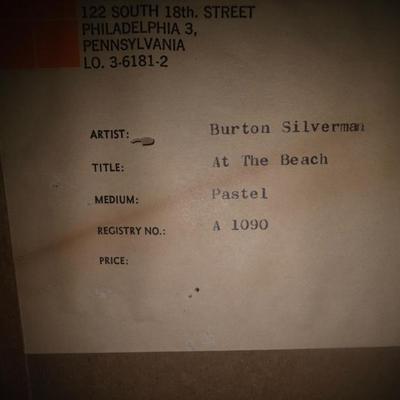 122 SOUTH 18th. STREET
PHILADELPHIA 3,
PENNSYLVANIA
LO. 3-6181-2
ARTIST: Burton Silverman
TITLE: At The Beach
MEDIUM: Pastel
REGISTRY NO.: A 1090
PRICE: